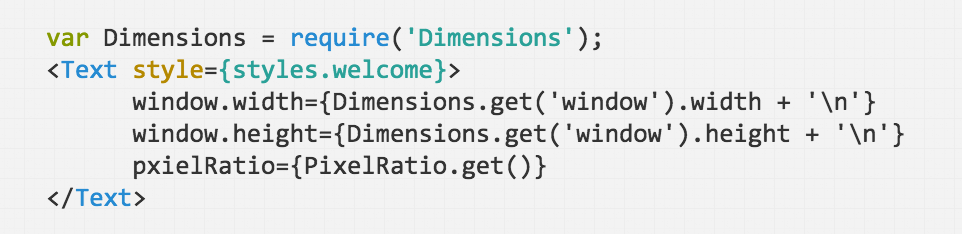 var Dimensions = require('Dimensions');
<Text style={styles.welcome}>
window.width={Dimensions.get('window').width + '\n'}
window.height={Dimensions.get('window').height + '\n'}
pxielRatio={PixelRatio.get()}
</Text>